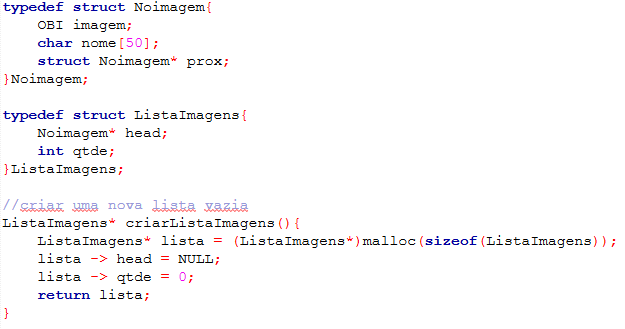 typedef struct Noimagem{
    OBI imagem;
    char nome[50];
    struct Noimagem* prox;
}Noimagem;

typedef struct ListaImagens{
    Noimagem* head;
    int qtde;
}ListaImagens;

//criar uma nova lista vazia
ListaImagens* criarListaImagens(){
    ListaImagens* lista = (ListaImagens*)malloc(sizeof(ListaImagens));
    lista -> head = NULL;
    lista -> qtde = 0;
    return lista;
}